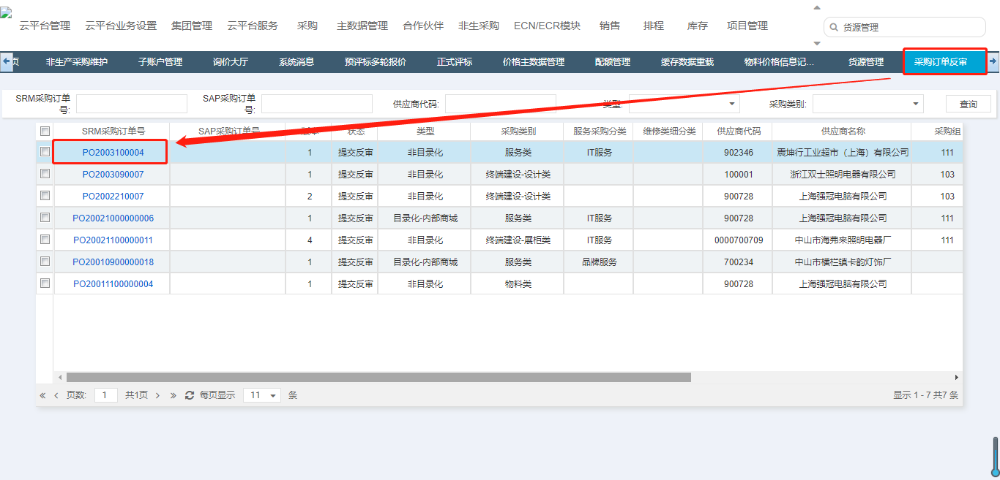 云平台管理 云平台业务设置 集团管理 云平台服务 采购 主数据管理 合作伙伴 非生采购 ECN/ECR模块 销售 排程 库存 项目管理 货源管理
页 非生产采购维护 子账户管理 询价大厅 系统消息 预评标多轮报价 正式评标 价格主数据管理 配额管理 缓存数据重载 物料价格信息记... 货源管理 采购订单反审
SRM采购订单号: SAP采购订单号: 供应商代码: 类型: 采购类别: 查询
SRM采购订单号 SAP采购订单号 版本 状态 类型 采购类别 服务采购分类 维修类细分类 供应商代码 供应商名称 采购组
PO2003100004 1 提交反审 非目录化 服务类 IT服务 902346 震坤行工业超市（上海）有限公司 111
PO2003090007 1 提交反审 非目录化 终端建设-设计类 100001 浙江双士照明电器有限公司 103
PO2002210007 2 提交反审 非目录化 终端建设-设计类 900728 上海强冠电脑有限公司 103
PO20021000000006 1 提交反审 目录化-内部商城 服务类 IT服务 900728 上海强冠电脑有限公司 111
PO20021100000011 4 提交反审 非目录化 终端建设-展柜类 IT服务 0000700709 中山市海弗来照明电器厂 111
PO20010900000018 1 提交反审 目录化-内部商城 服务类 品牌服务 700234 中山市横栏镇卡韵灯饰厂
PO20011100000004 1 提交反审 非目录化 物料类 900728 上海强冠电脑有限公司
页数: 1 共1页 每页显示 11 条 显示 1 - 7 共7 条